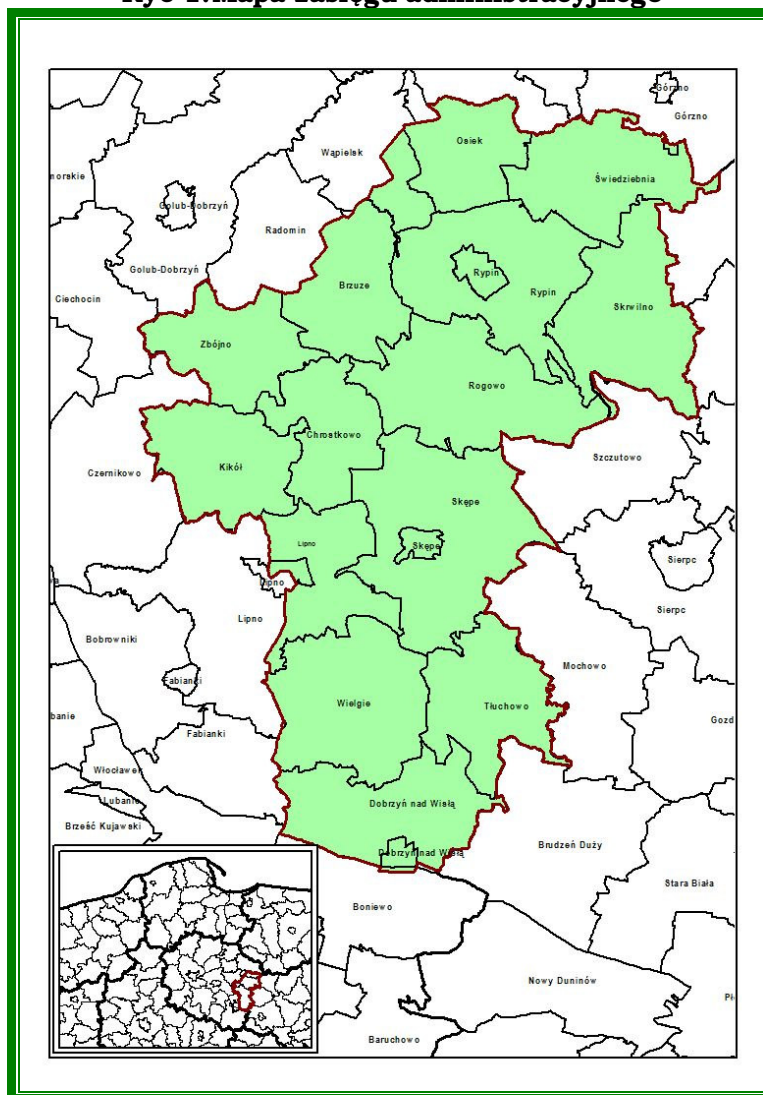 Ryc 1.Mapa zasięgu administracyjnego
Górzno
Górzno
Osiek
Wąpielsk
norskie
Świedziebnia
Golub-Dobrzyń
Radomin
Golub-Dobrzyń
Rypin
Brzuze
Rypin
Ciechocin
Skrwilno
Zbójno
Rogowo
Chrostkowo
Szczutowo
Kikół
Czernikowo
Skępe
Lipno
Skępe
Sierpc
Lipno
Sierpc
Lipno
Bobrowniki
Mochowo
Fabianki
Wielgie
Tłuchowo
banie
Gozd
Fabianki
Włocławek
Lubanie
Dobrzyń nad Wisłą
Brześć Kujawski
Brudzeń Duży
Dobrzyń nad Wisłą
Stara Biała
Boniewo
Nowy Duninów
Baruchowo